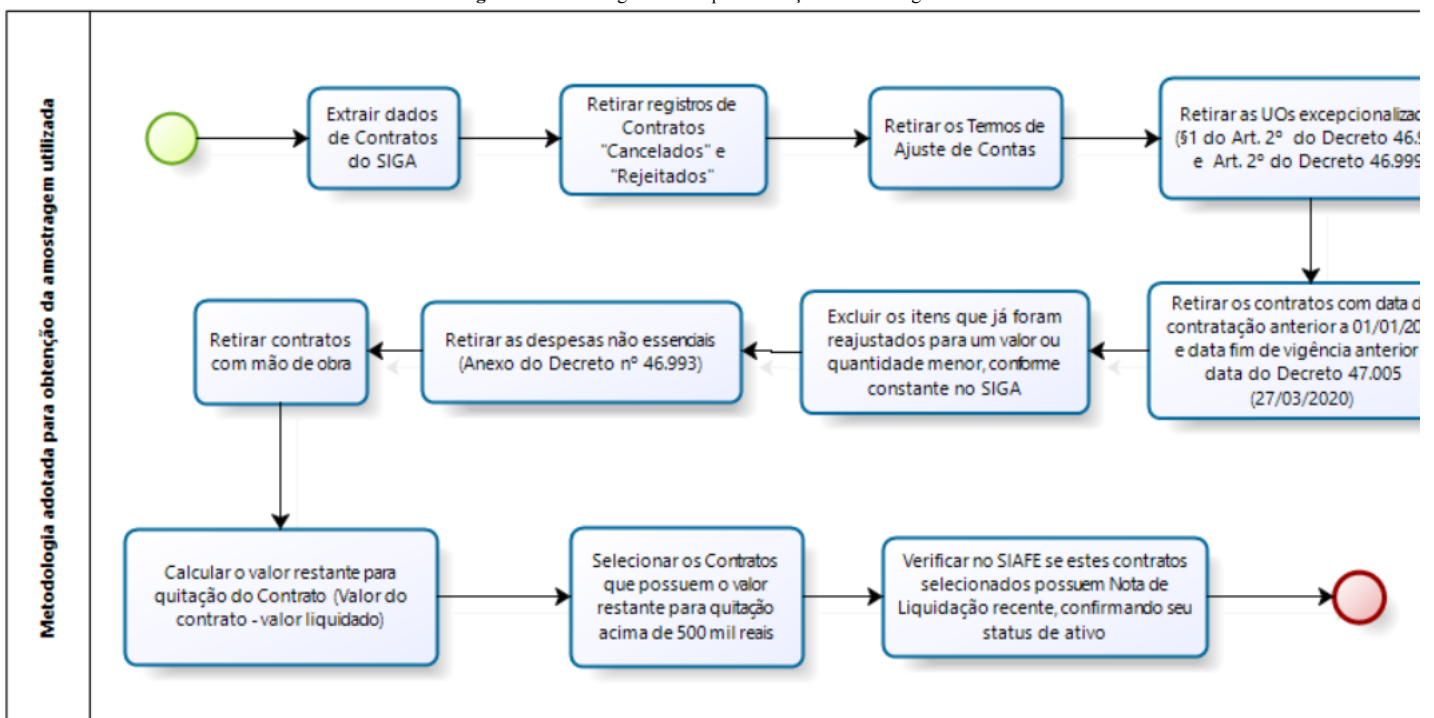 Metodologia adotada para obtenção da amostragem utilizada
Extrair dados
de Contratos
do SIGA
Retirar registros de
Contratos
"Cancelados" e
"Rejeitados"
Retirar os Termos de
Ajuste de Contas
Retirar as UOs
(§1 do Art. 2º do Decreto
e Art. 2º do Decreto 46.999
Retirar os contratos com data
contratação anterior a
e data fim de vigência anterior
data do Decreto 47.005
(27/03/2020)
Excluir os itens que já foram
reajustados para um valor ou
quantidade menor, conforme
constante no SIGA
Retirar as despesas não essenciais
(Anexo do Decreto nº 46.993)
Retirar contratos
com mão de obra
Calcular o valor restante para
quitação do Contrato (Valor do
contrato - valor liquidado)
Selecionar os Contratos
que possuem o valor
restante para quitação
acima de 500 mil reais
Verificar no SIAFE se estes contratos
selecionados possuem Nota de
Liquidação recente, confirmando seu
status de ativo